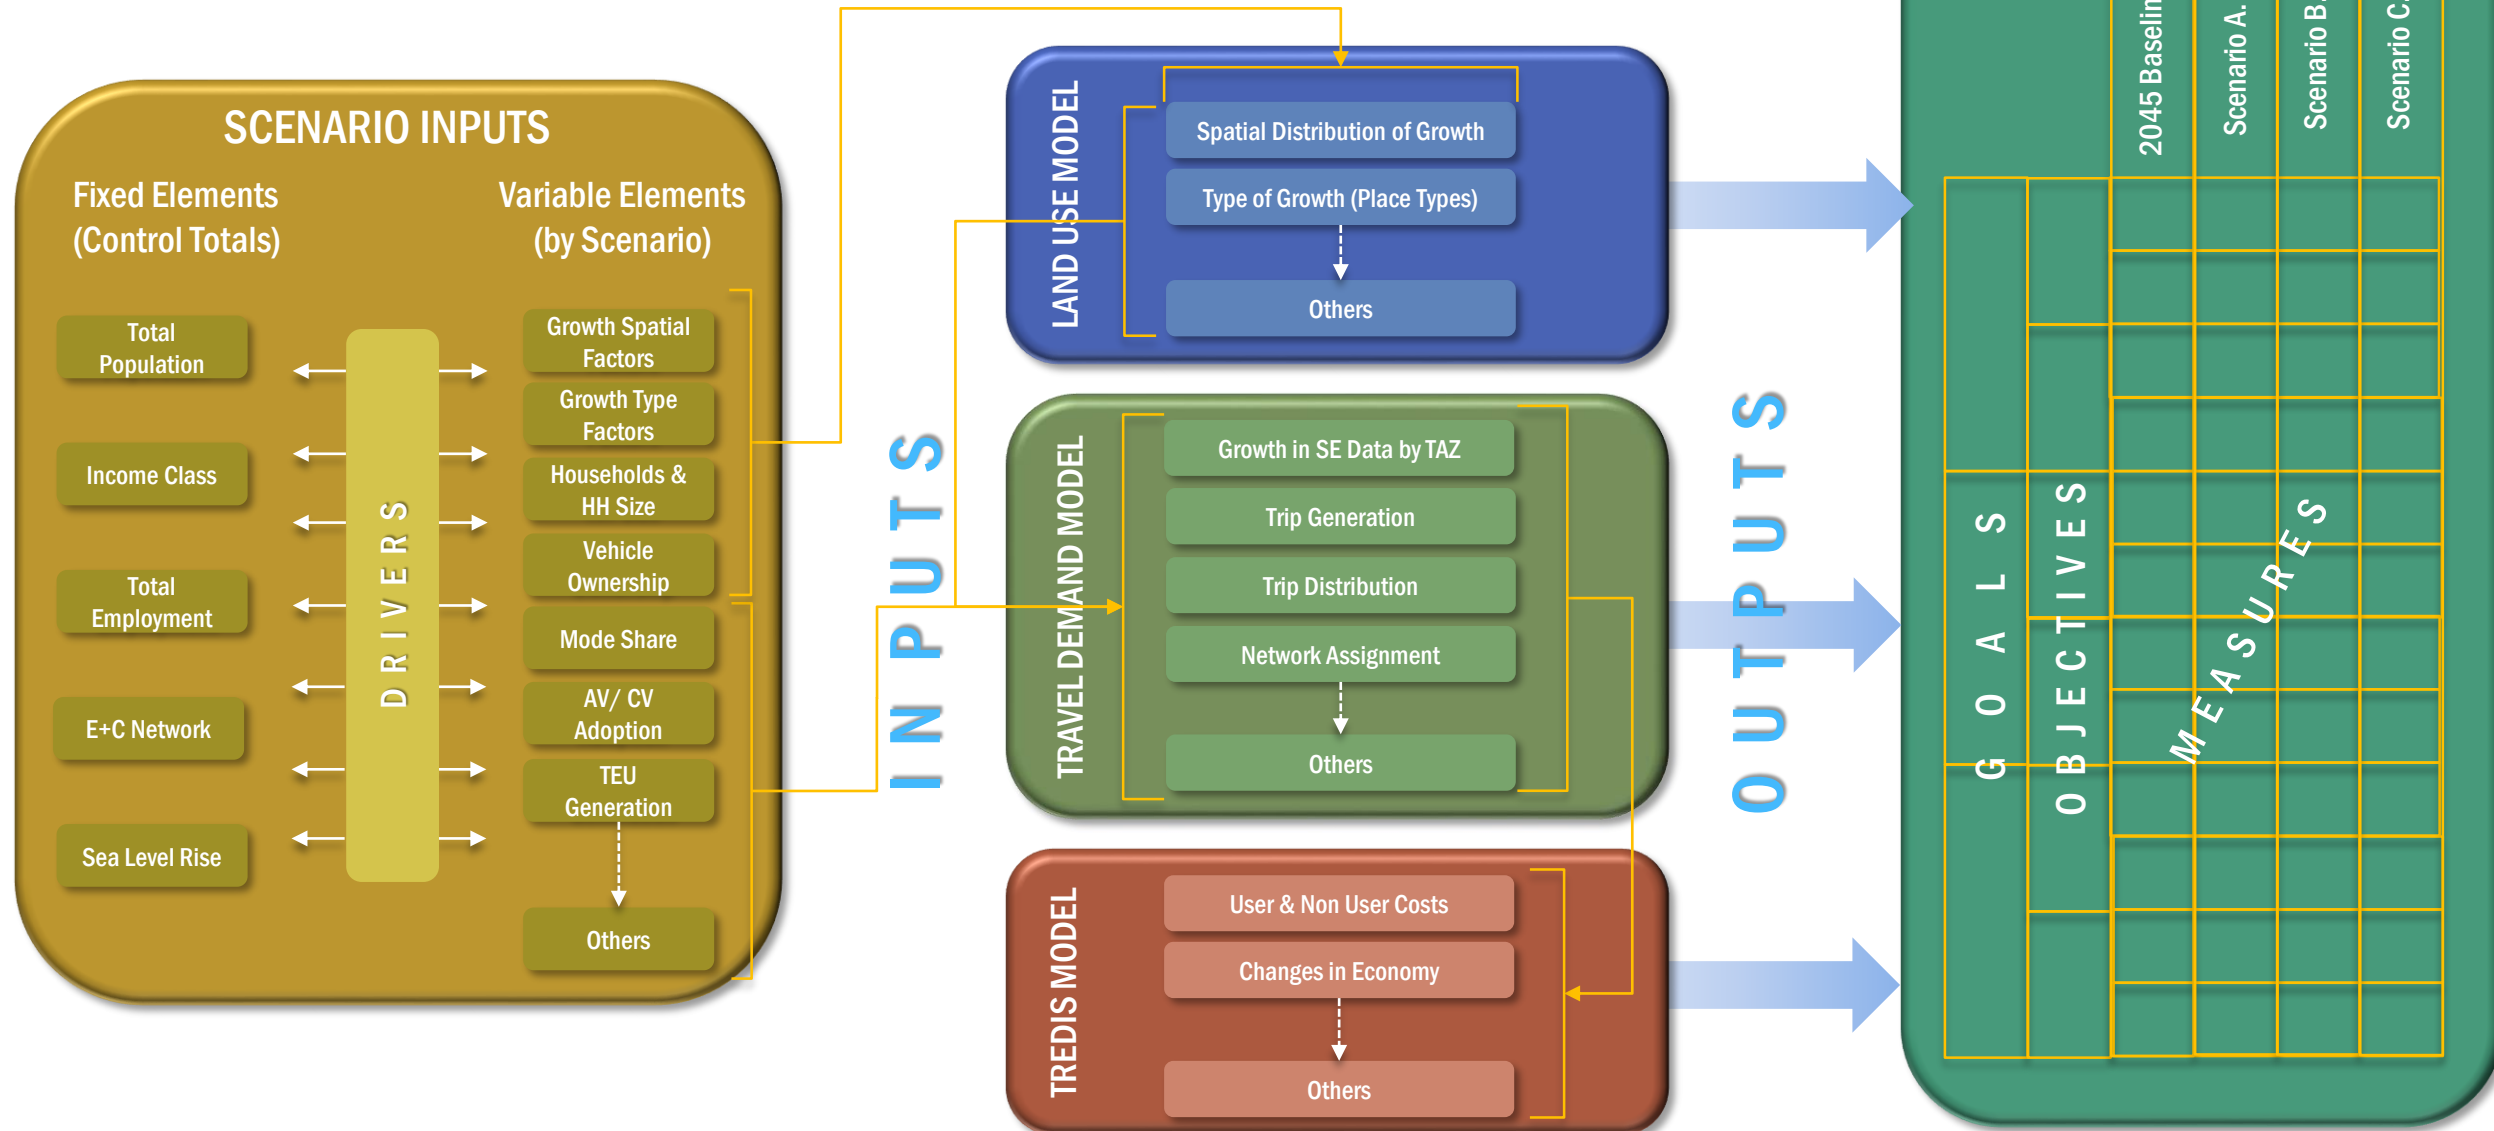 SCENARIO INPUTS
Fixed Elements
(Control Totals)
Total
Population
Income Class
Total
Employment
E+C Network
Sea Level Rise
DRIVERS
Variable Elements
(by Scenario)
Growth Spatial
Factors
Growth Type
Factors
Households &
HH Size
Vehicle
Ownership
Mode Share
AV/ CV
Adoption
TEU
Generation
Others
INPUTS
LAND USE MODEL
Spatial Distribution of Growth
Type of Growth (Place Types)
Others
TRAVEL DEMAND MODEL
Growth in SE Data by TAZ
Trip Generation
Trip Distribution
Network Assignment
Others
TREDIS MODEL
User & Non User Costs
Changes in Economy
Others
OUTPUTS
2045 Baselin
Scenario A.
Scenario B.
Scenario C.
GOALS
OBJECTIVES
MEASURES